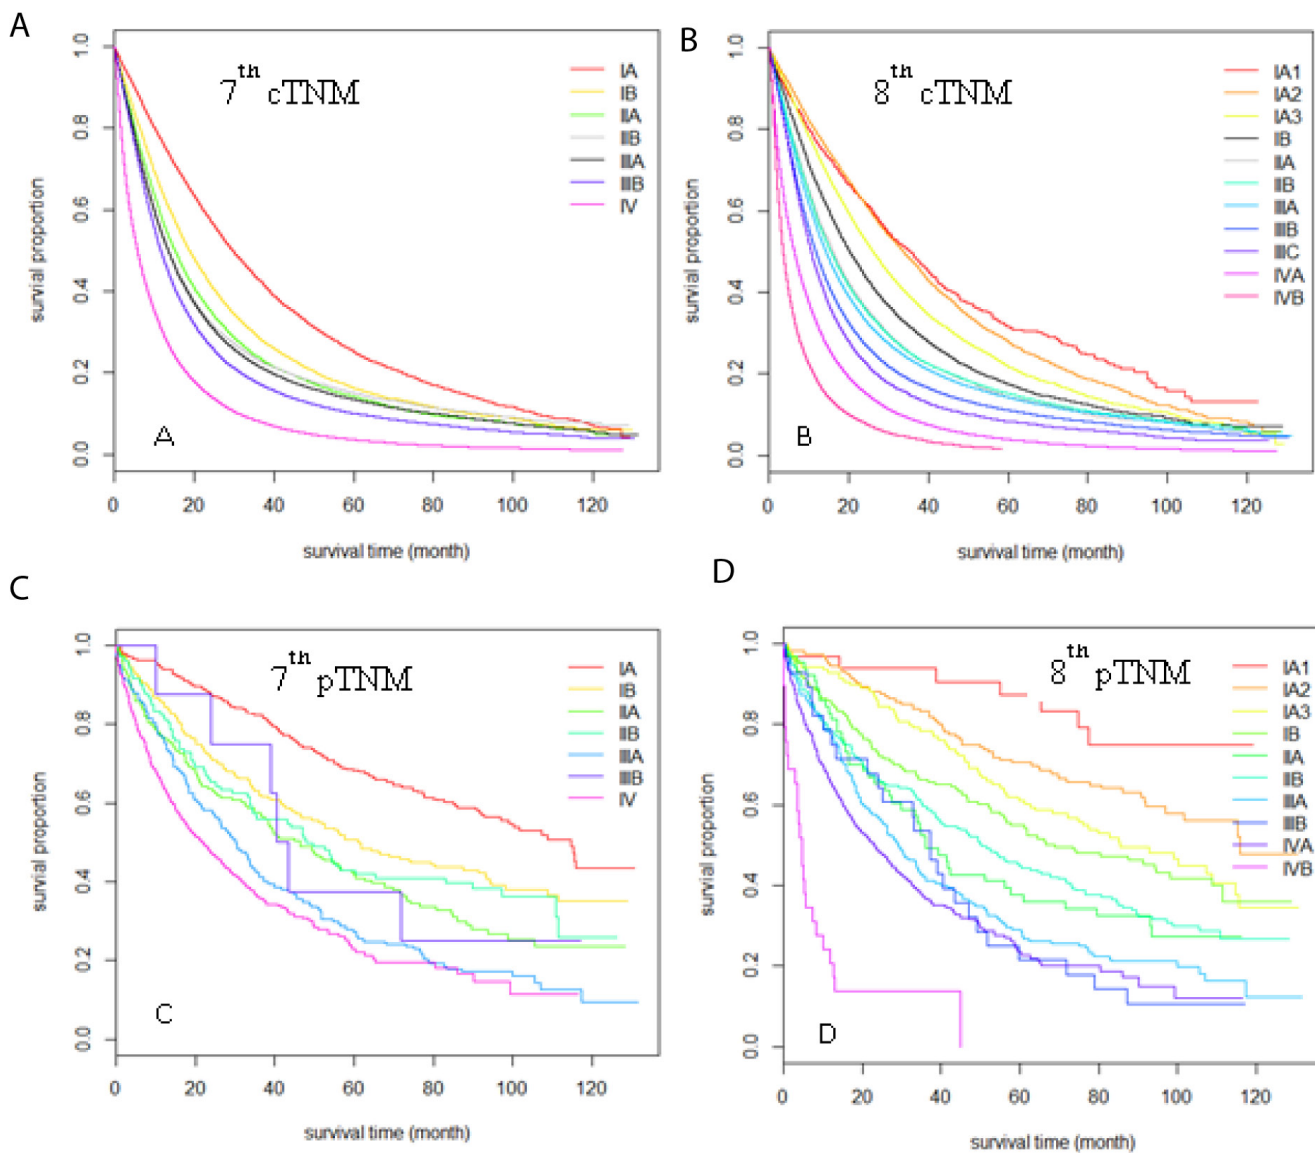 A
1.0
0.8
0.6
0.4
0.2
0.0
survial proportion
7th cTNM
IA
IB
IIA
IIB
IIIA
IIIB
IV
A
0 20 40 60 80 100 120
survival time (month)
B
1.0
0.8
0.6
0.4
0.2
0.0
survial proportion
8th cTNM
IA1
IA2
IA3
IB
IIA
IIB
IIIA
IIIB
IIIC
IVA
IVB
B
0 20 40 60 80 100 120
survival time (month)
C
1.0
0.8
0.6
0.4
0.2
0.0
survial proportion
7th pTNM
IA
IB
IIA
IIB
IIIA
IIIB
IV
C
0 20 40 60 80 100 120
survival time (month)
D
1.0
0.8
0.6
0.4
0.2
0.0
survial proportion
8th pTNM
IA1
IA2
IA3
IB
IIA
IIB
IIIA
IIIB
IVA
IVB
D
0 20 40 60 80 100 120
survival time (month)